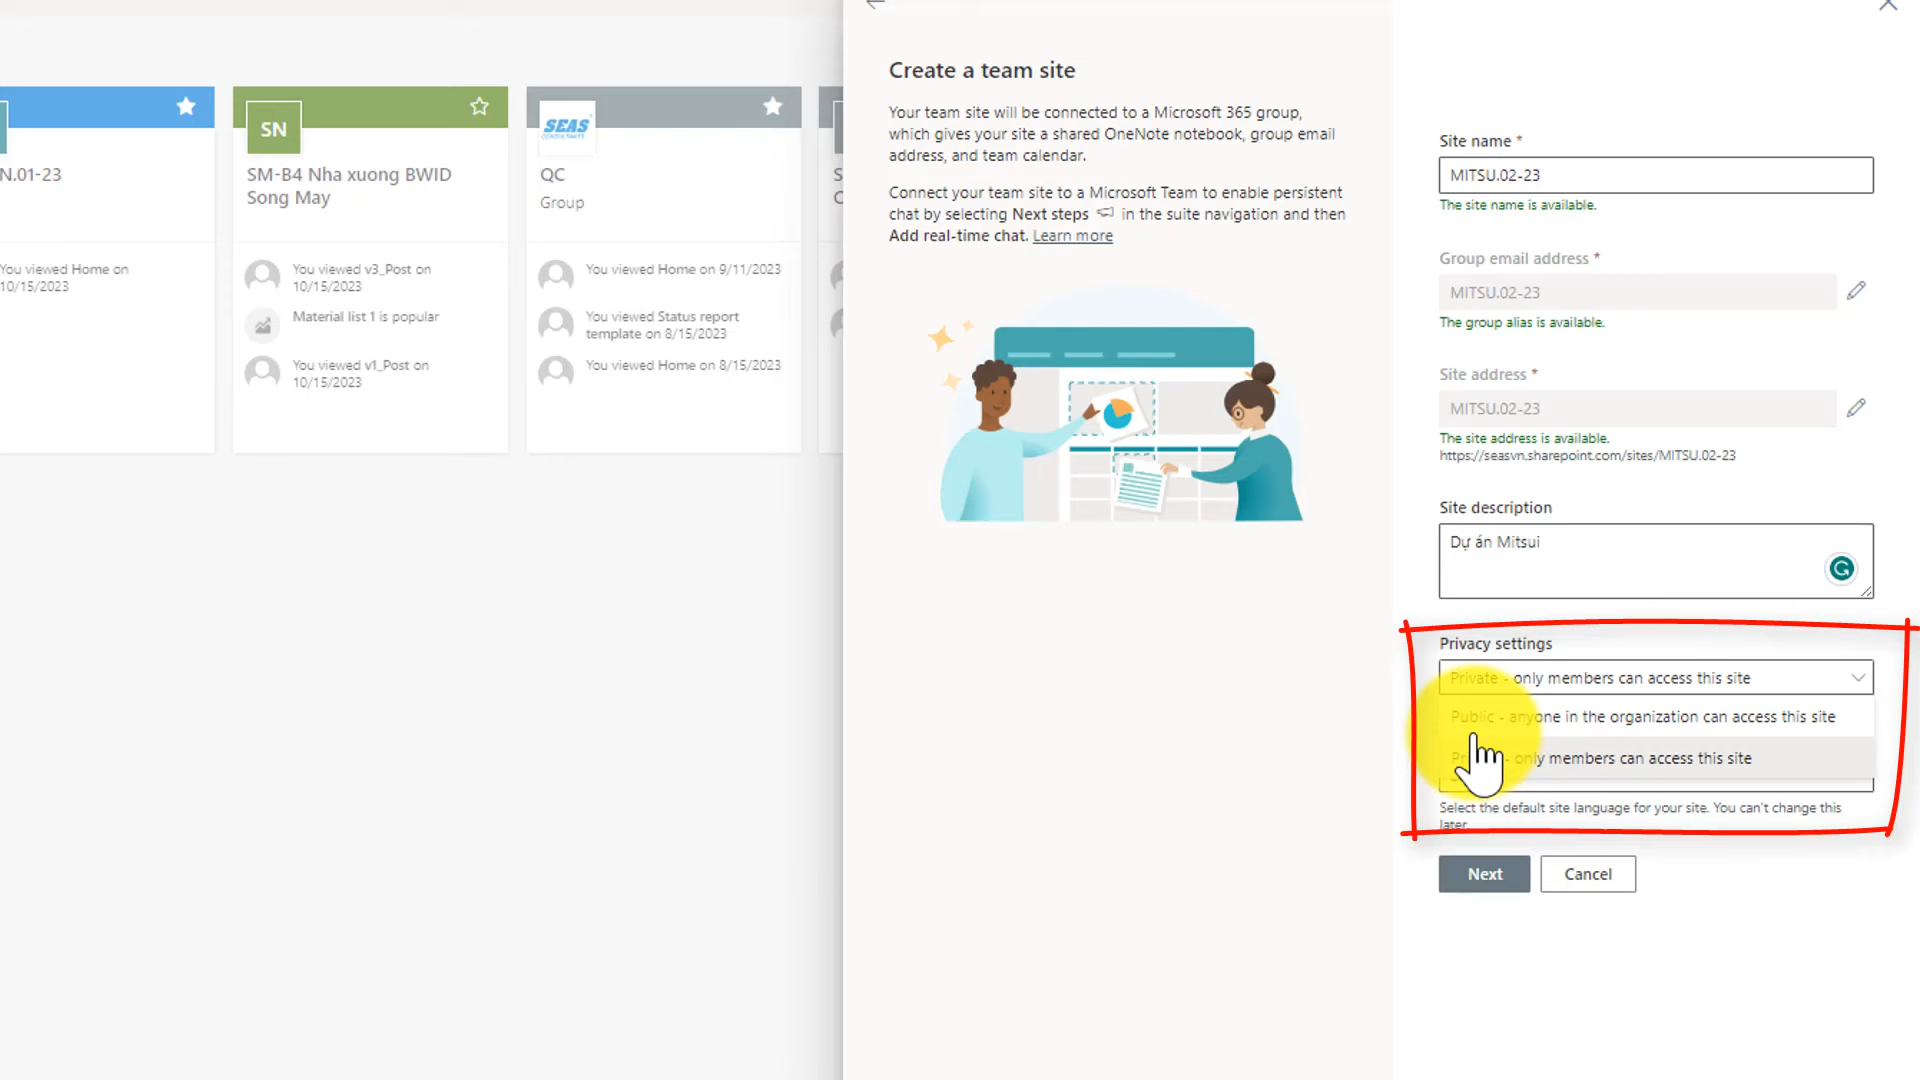 N.01-23
You viewed Home on
10/15/2023
SN
SM-B4 Nha xuong BWID
Song May
You viewed v3_Post on
10/15/2023
Material list 1 is popular
You viewed v1_Post on
10/15/2023
SEAS
CONSULTANTS
QC
Group
You viewed Home on 9/11/2023
You viewed Status report
template on 8/15/2023
You viewed Home on 8/15/2023
S
C
Create a team site
Your team site will be connected to a Microsoft 365 group,
which gives your site a shared OneNote notebook, group email
address, and team calendar.
Connect your team site to a Microsoft Team to enable persistent
chat by selecting Next steps in the suite navigation and then
Add real-time chat. Learn more
Site name *
MITSU.02-23
The site name is available.
Group email address *
MITSU.02-23
The group alias is available.
Site address *
MITSU.02-23
The site address is available.
https://seasvn.sharepoint.com/sites/MITSU.02-23
Site description
Dự án Mitsui
Privacy settings
Private - only members can access this site
Public - anyone in the organization can access this site
only members can access this site
Select the default site language for your site. You can't change this
later.
Next
Cancel